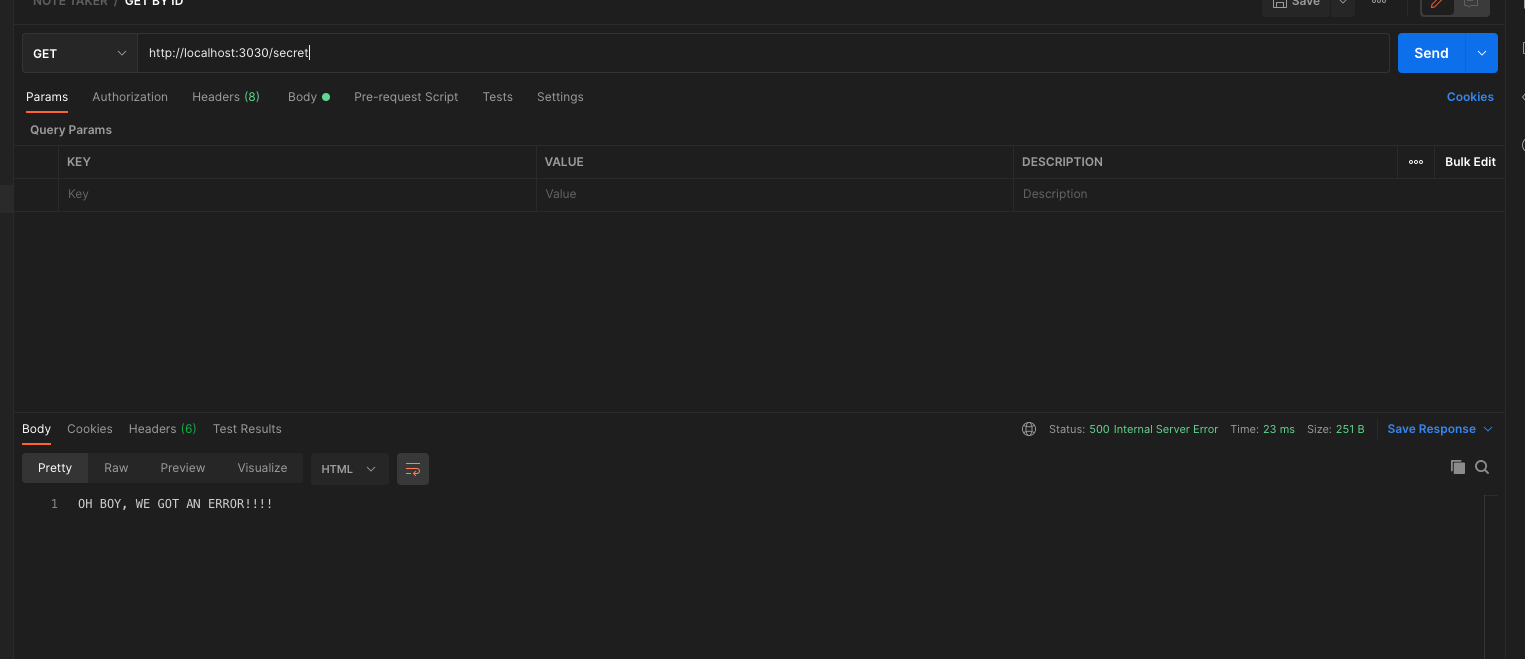 NOTE TAKER / GET BY ID
Save
GET
http://localhost:3030/secret
Send
Params Authorization Headers (8) Body Pre-request Script Tests Settings Cookies
Query Params
KEY VALUE DESCRIPTION Bulk Edit
Key Value Description
Body Cookies Headers (6) Test Results Status: 500 Internal Server Error Time: 23 ms Size: 251 B Save Response
Pretty Raw Preview Visualize HTML
1 OH BOY, WE GOT AN ERROR!!!!